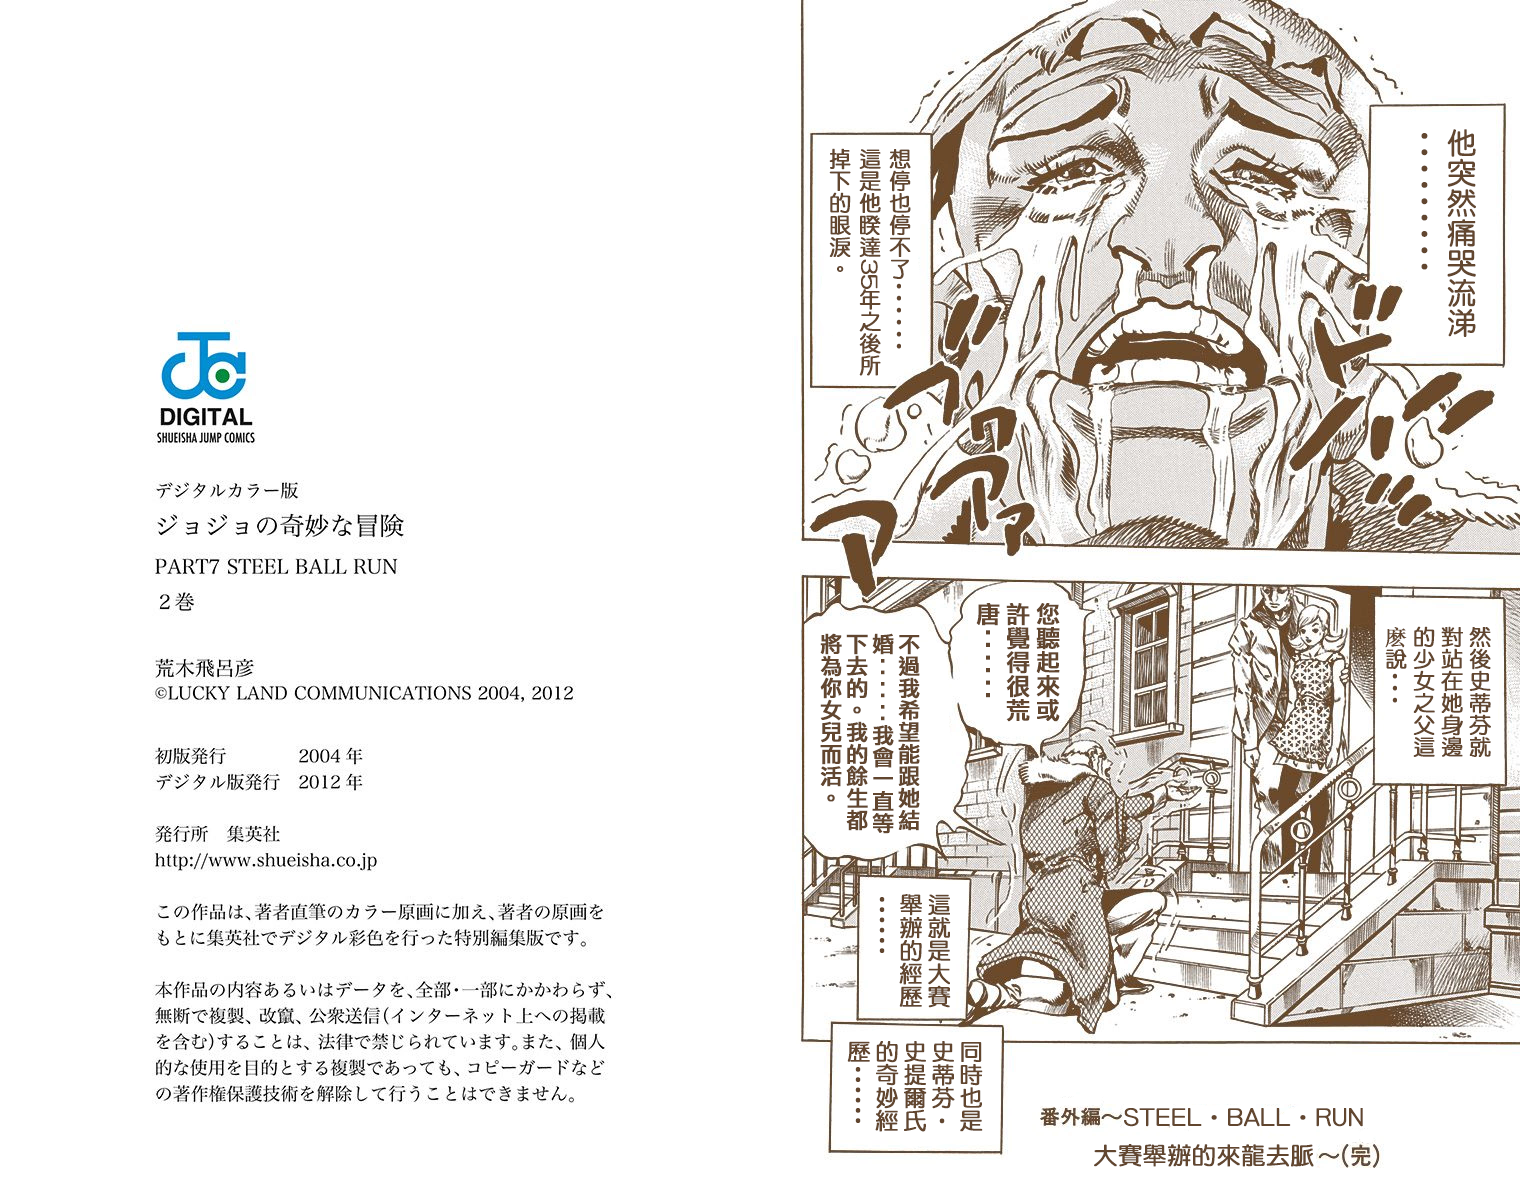 他突然痛哭流涕
········
想停也停不了······
這是他睽違35年之後所
掉下的眼淚。
然後史蒂芬就
對站在她身邊
的少女之父這
麼說···
您聽起來或
許覺得很荒
唐······
不過我希望能跟她結
婚······我會一直等
下去的。我的餘生都
將為你女兒而活。
這就是大賽
舉辦的經歷
······
同時也是
史蒂芬·
史提爾氏
的奇妙經
歷······
番外編～STEEL・BALL・RUN
大賽舉辦的來龍去脈～(完)
DIGITAL
SHUEISHA JUMP COMICS
デジタルカラー版
ジョジョの奇妙な冒険
PART7 STEEL BALL RUN
２巻
荒木飛呂彦
©LUCKY LAND COMMUNICATIONS 2004, 2012
初版発行 2004 年
デジタル版発行 2012 年
発行所 集英社
http://www.shueisha.co.jp
この作品は、著者直筆のカラー原画に加え、著者の原画を
もとに集英社でデジタル彩色を行った特別編集版です。
本作品の内容あるいはデータを、全部・一部にかかわらず、
無断で複製、改竄、公衆送信(インターネット上への掲載
を含む)することは、法律で禁じられています。また、個人
的な使用を目的とする複製であっても、コピーガードなど
の著作権保護技術を解除して行うことはできません。